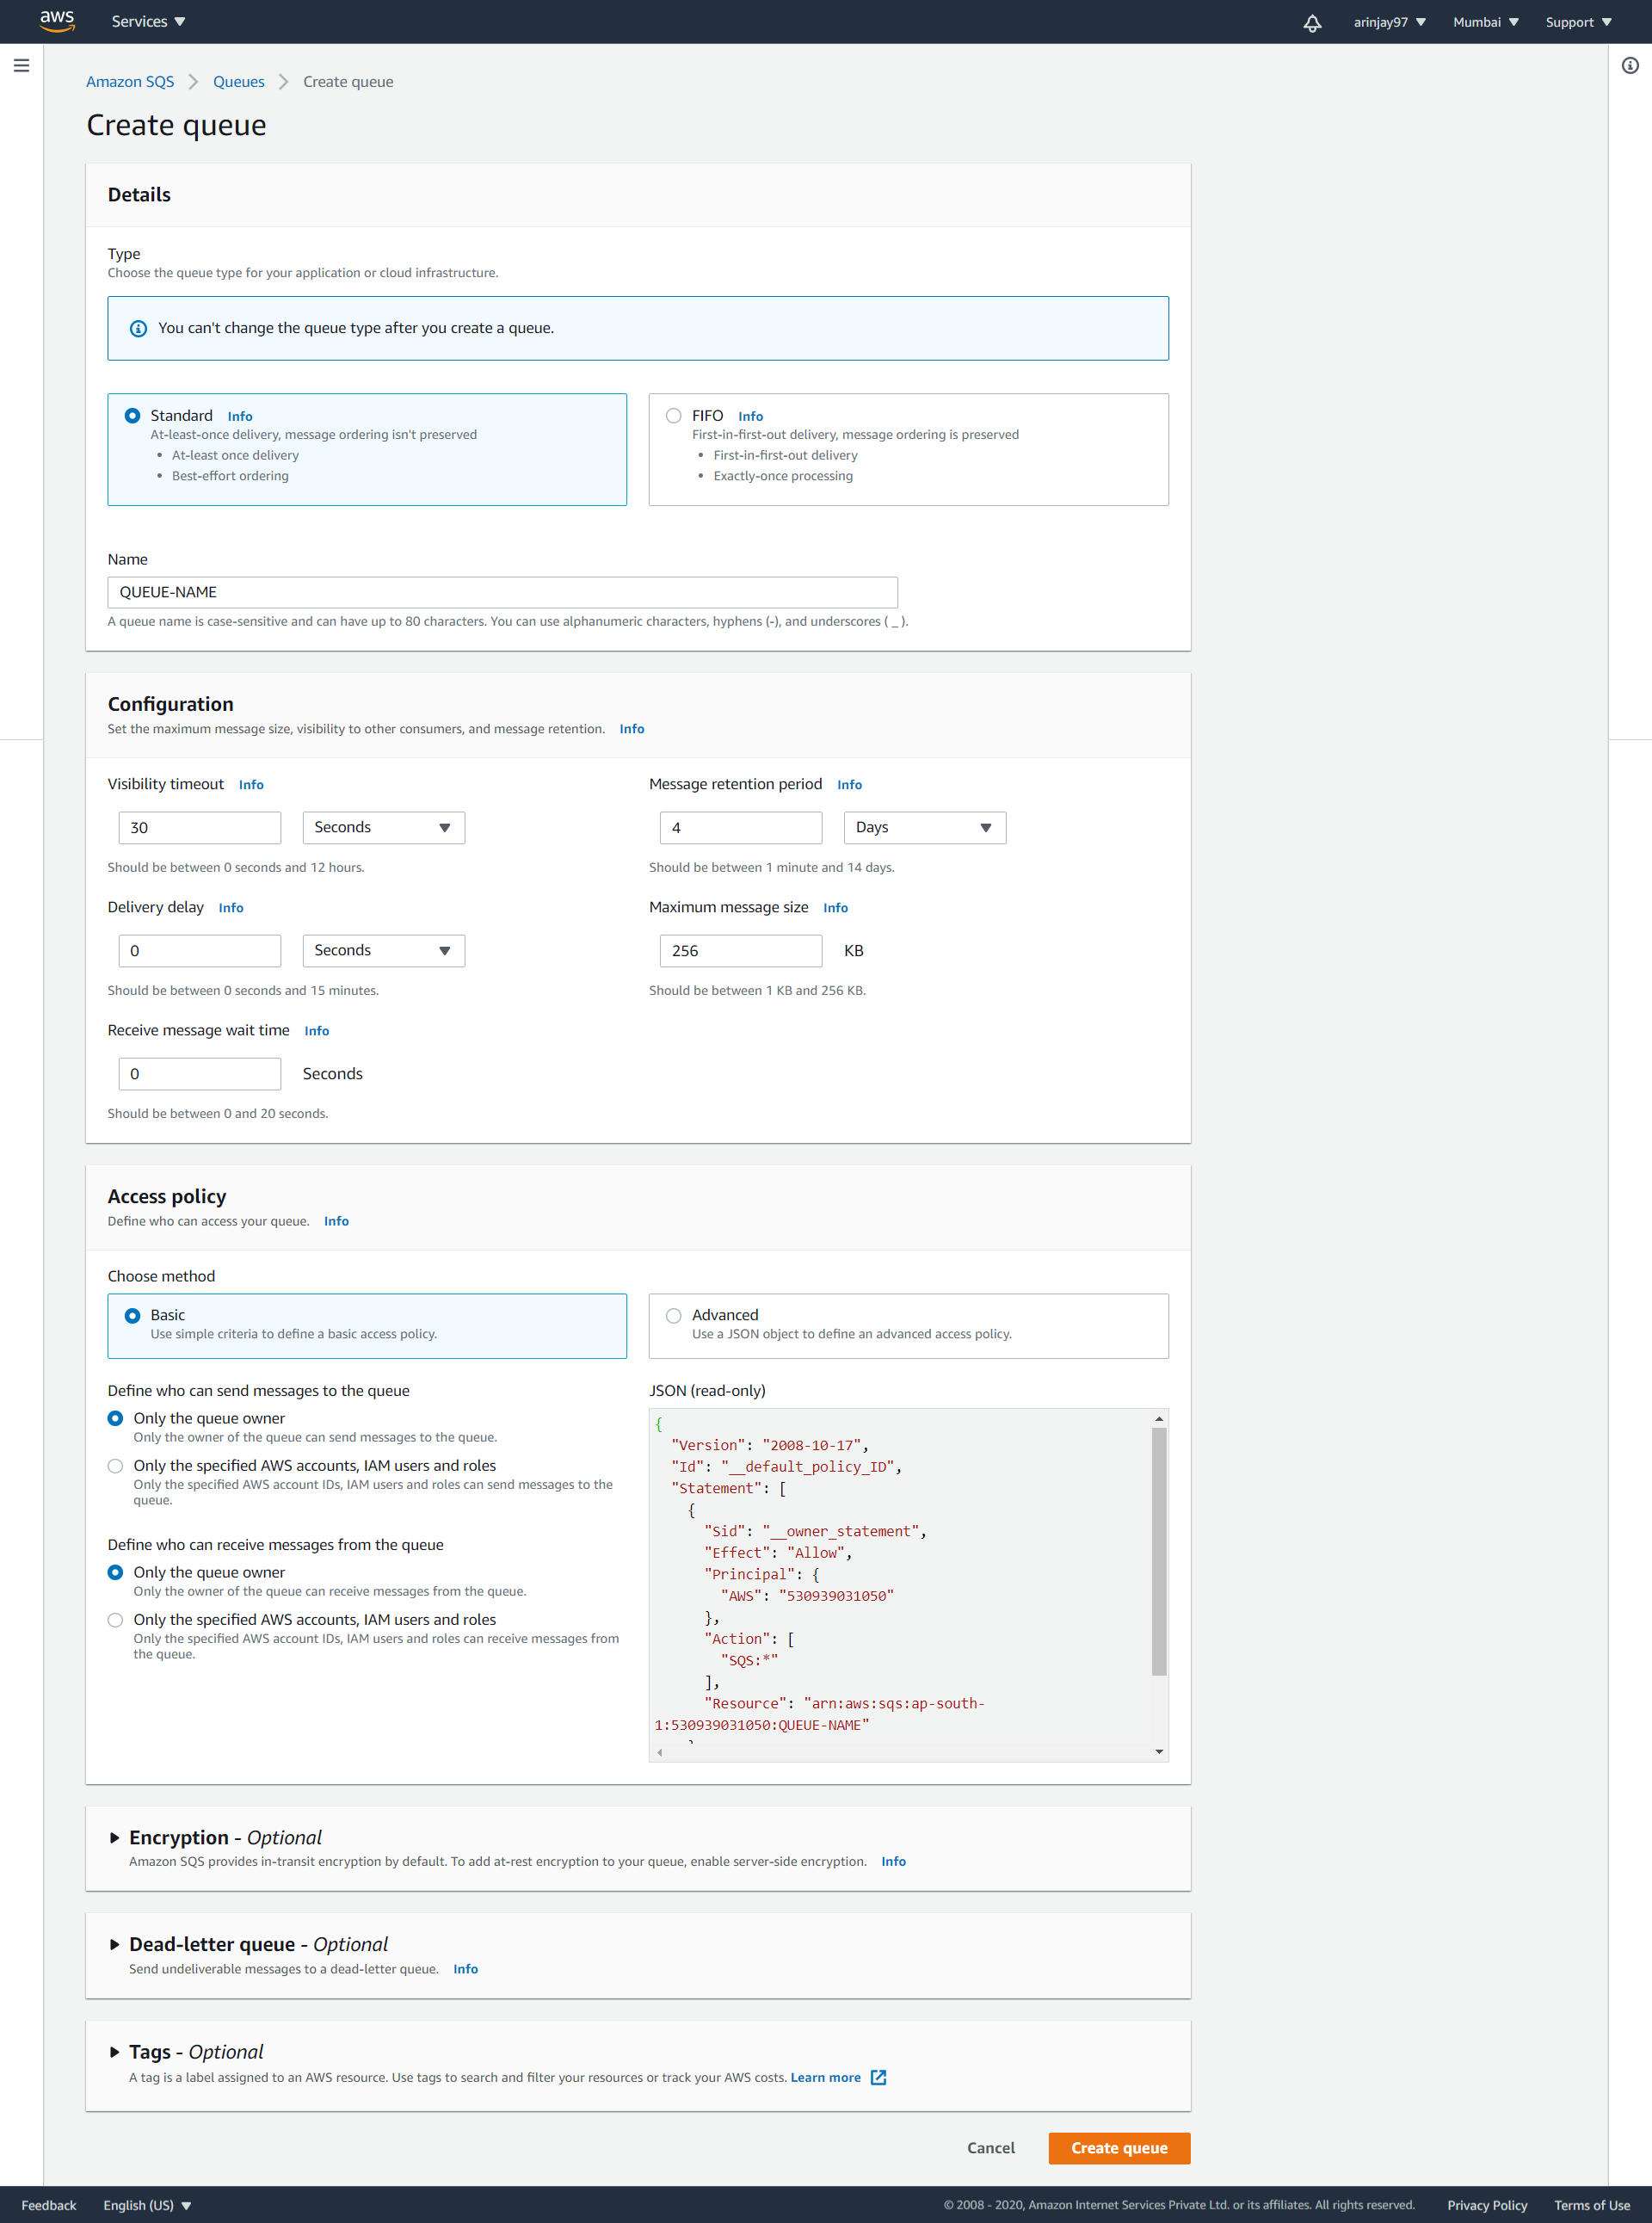 aws Services arinjay97 Mumbai Support
Amazon SQS Queues Create queue
Create queue
Details
Type
Choose the queue type for your application or cloud infrastructure.
You can't change the queue type after you create a queue.
Standard Info
At-least-once delivery, message ordering isn't preserved
• At-least once delivery
• Best-effort ordering
FIFO Info
First-in-first-out delivery, message ordering is preserved
• First-in-first-out delivery
• Exactly-once processing
Name
QUEUE-NAME
A queue name is case-sensitive and can have up to 80 characters. You can use alphanumeric characters, hyphens (-), and underscores ( _ ).
Configuration
Set the maximum message size, visibility to other consumers, and message retention. Info
Visibility timeout Info
30 Seconds
Should be between 0 seconds and 12 hours.
Message retention period Info
4 Days
Should be between 1 minute and 14 days.
Delivery delay Info
0 Seconds
Should be between 0 seconds and 15 minutes.
Maximum message size Info
256 KB
Should be between 1 KB and 256 KB.
Receive message wait time Info
0 Seconds
Should be between 0 and 20 seconds.
Access policy
Define who can access your queue. Info
Choose method
Basic
Use simple criteria to define a basic access policy.
Advanced
Use a JSON object to define an advanced access policy.
Define who can send messages to the queue
Only the queue owner
Only the owner of the queue can send messages to the queue.
Only the specified AWS accounts, IAM users and roles
Only the specified AWS account IDs, IAM users and roles can send messages to the
queue.
Define who can receive messages from the queue
Only the queue owner
Only the owner of the queue can receive messages from the queue.
Only the specified AWS accounts, IAM users and roles
Only the specified AWS account IDs, IAM users and roles can receive messages from
the queue.
JSON (read-only)
{
"Version": "2008-10-17",
"Id": "__default_policy_ID",
"Statement": [
{
"Sid": "__owner_statement",
"Effect": "Allow",
"Principal": {
"AWS": "530939031050"
},
"Action": [
"SQS:*"
],
"Resource": "arn:aws:sqs:ap-south-
1:530939031050:QUEUE-NAME"
Encryption - Optional
Amazon SQS provides in-transit encryption by default. To add at-rest encryption to your queue, enable server-side encryption. Info
Dead-letter queue - Optional
Send undeliverable messages to a dead-letter queue. Info
Tags - Optional
A tag is a label assigned to an AWS resource. Use tags to search and filter your resources or track your AWS costs. Learn more
Cancel Create queue
Feedback English (US) © 2008 - 2020, Amazon Internet Services Private Ltd. or its affiliates. All rights reserved. Privacy Policy Terms of Use